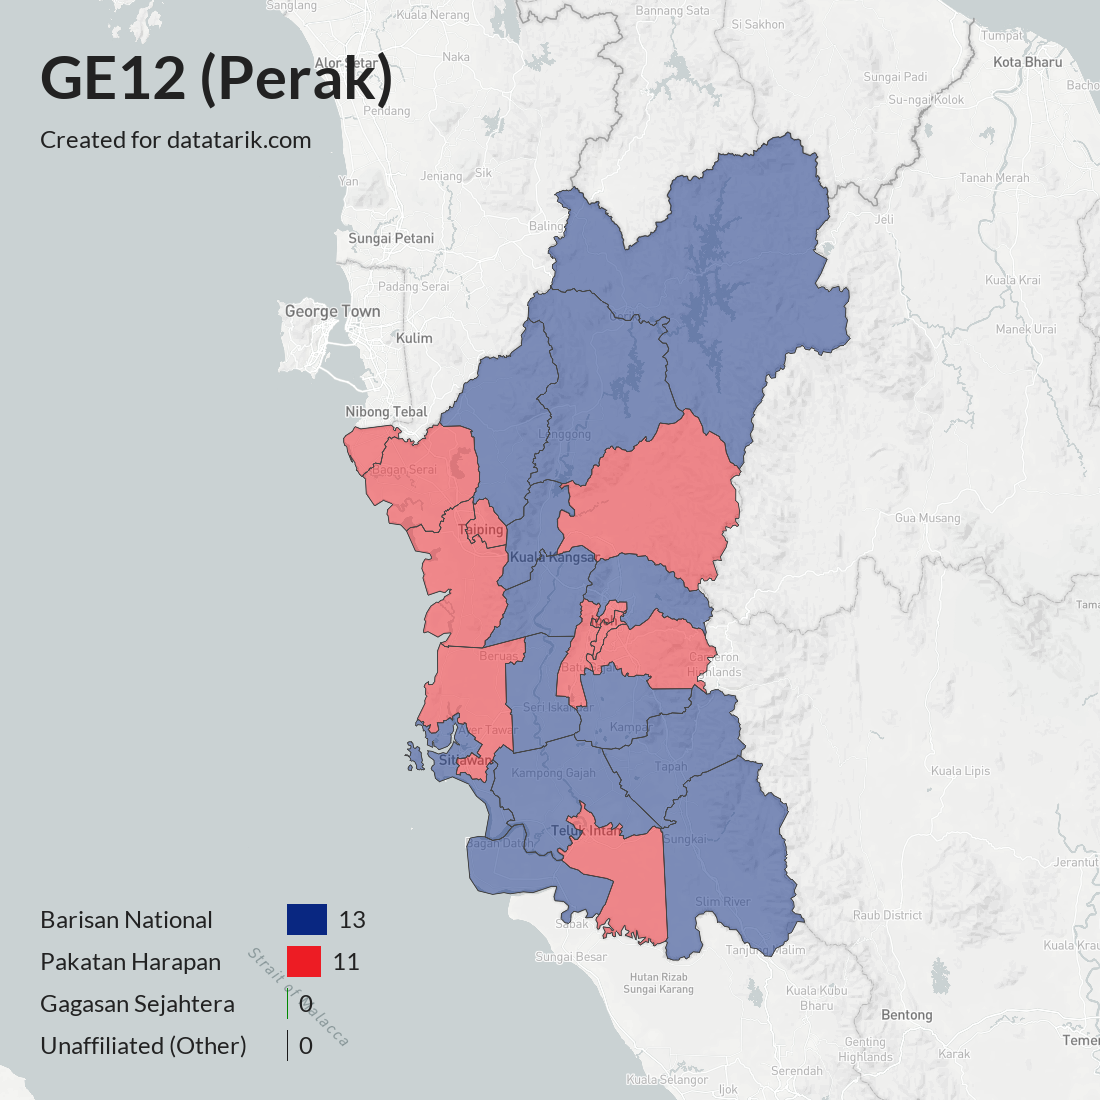 Sanglang
Kuala Nerang
Bannang Sata
Si Sakhon
Tumpat
Kota Bharu
Naka
Alor Setar
GE12 (Perak)
Sungai Padi
Bacho
Su-ngai Kolok
Pendang
Created for datatarik.com
Yan
Jeniang
Sik
Tanah Merah
Baling
Jeli
Sungai Petani
Padang Serai
Kuala Krai
George Town
Manek Urai
Kulim
Nibong Tebal
Lenggong
Bagan Serai
Gua Musang
Taiping
Kuala Kangsar
Tama
Ipoh
Beruas
Batu Gajah
Cameron
Highlands
Seri Iskandar
Ayer Tawar
Kampar
Sitiawan
Tapah
Kampong Gajah
Kuala Lipis
Teluk Intan
Bagan Datoh
Sungkai
Jerantut
Slim River
Raub District
Barisan National 13
Sabak
Tanjung Malim
Kuala Krau
Sungai Besar
Pakatan Harapan 11
Hutan Rizab
Sungai Karang
Kuala Kubu
Bharu
Gagasan Sejahtera 0
Strait of Malacca
Bentong
Unaffiliated (Other) 0
Temer
Genting
Highlands
Karak
Serendah
Kuala Selangor
Ijok